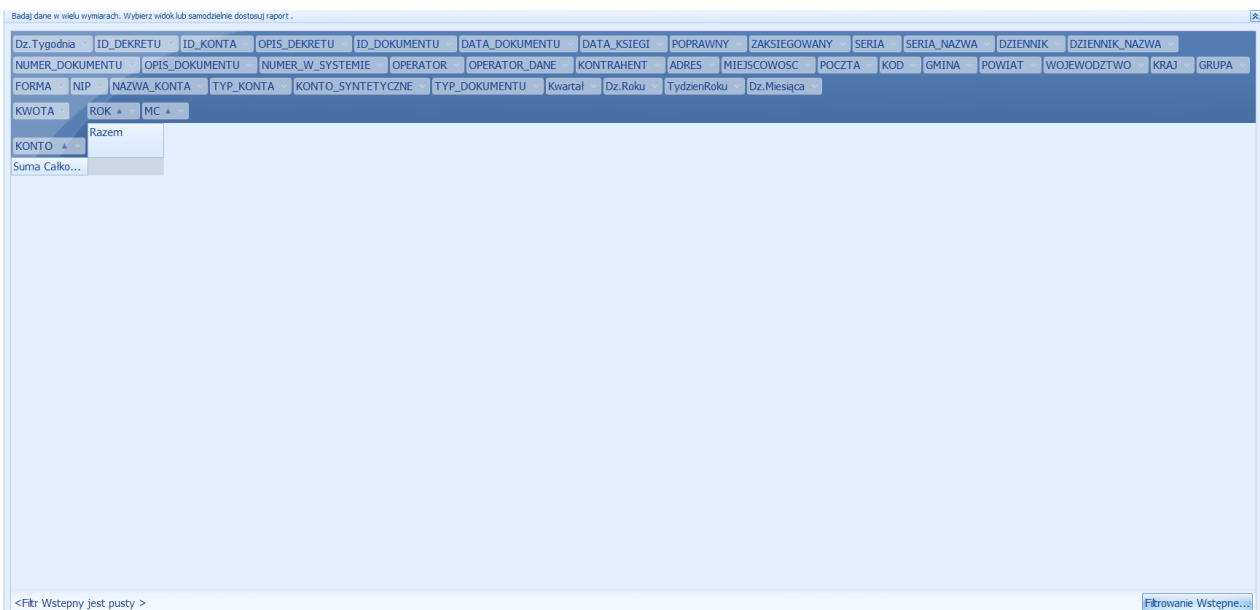 Badaj dane w wielu wymiarach. Wybierz widok lub samodzielnie dostosuj raport .
Dz.Tygodnia ID_DEKRETU ID_KONTA OPIS_DEKRETU ID_DOKUMENTU DATA_DOKUMENTU DATA_KSIEGI POPRAWNY ZAKSIEGOWANY SERIA SERIA_NAZWA DZIENNIK DZIENNIK_NAZWA
NUMER_DOKUMENTU OPIS_DOKUMENTU NUMER_W_SYSTEMIE OPERATOR OPERATOR_DANE KONTRAHENT ADRES MIEJSCOWOSC POCZTA KOD GMINA POWIAT WOJEWODZTWO KRAJ GRUPA
FORMA NIP NAZWA_KONTA TYP_KONTA KONTO_SYNTETYCZNE TYP_DOKUMENTU Kwartał Dz.Roku TydzienRoku Dz.Miesiąca
KWOTA ROK MC
Razem
KONTO
Suma Całko...
<Filtr Wstepny jest pusty > Filtrowanie Wstępne...